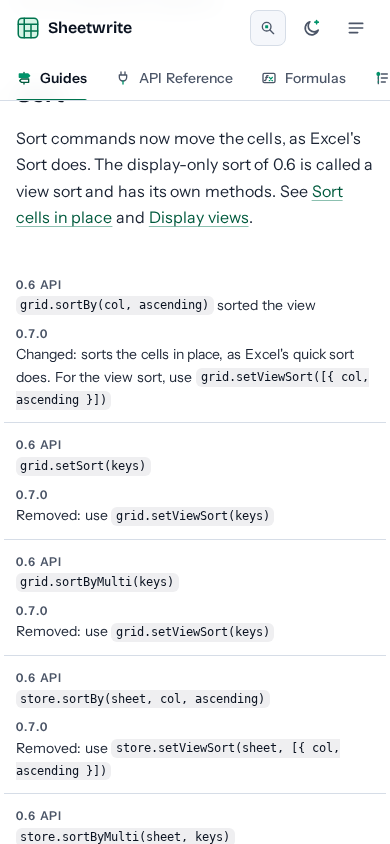 Sheetwrite
Guides
API Reference
Formulas
Sort
Sort commands now move the cells, as Excel's
Sort does. The display-only sort of 0.6 is called a
view sort and has its own methods. See Sort
cells in place and Display views.
0.6 API
grid.sortBy(col, ascending) sorted the view
0.7.0
Changed: sorts the cells in place, as Excel's quick sort
does. For the view sort, use grid.setViewSort([{ col,
ascending }])
0.6 API
grid.setSort(keys)
0.7.0
Removed: use grid.setViewSort(keys)
0.6 API
grid.sortByMulti(keys)
0.7.0
Removed: use grid.setViewSort(keys)
0.6 API
store.sortBy(sheet, col, ascending)
0.7.0
Removed: use store.setViewSort(sheet, [{ col,
ascending }])
0.6 API
store.sortByMulti(sheet, keys)